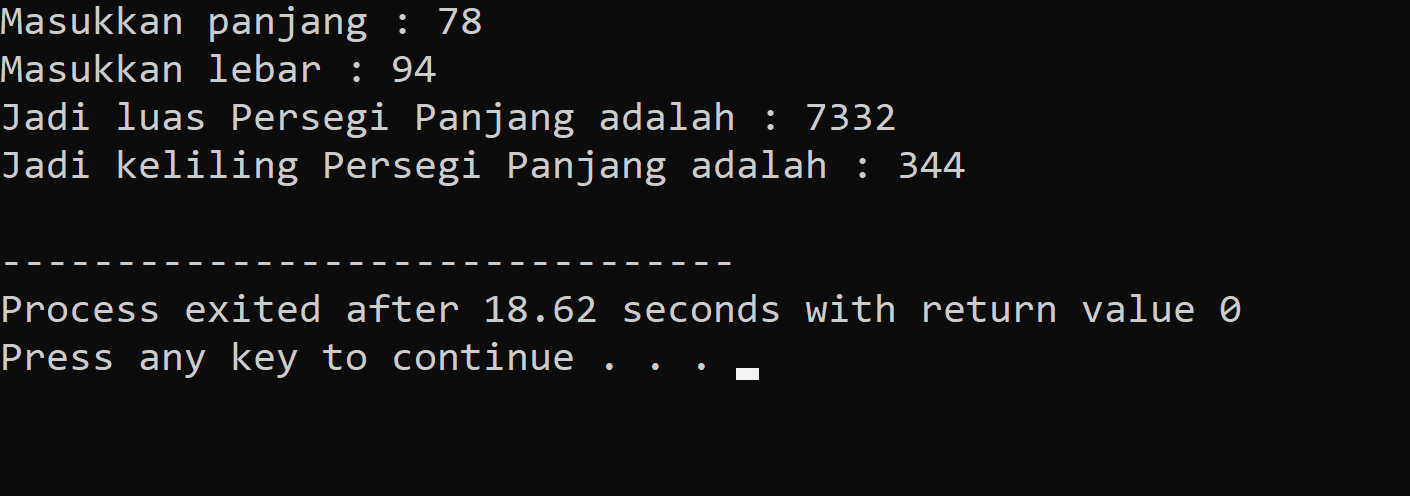 Masukkan panjang : 78
Masukkan lebar : 94
Jadi luas Persegi Panjang adalah : 7332
Jadi keliling Persegi Panjang adalah : 344
--------------------------------
Process exited after 18.62 seconds with return value 0
Press any key to continue . . .